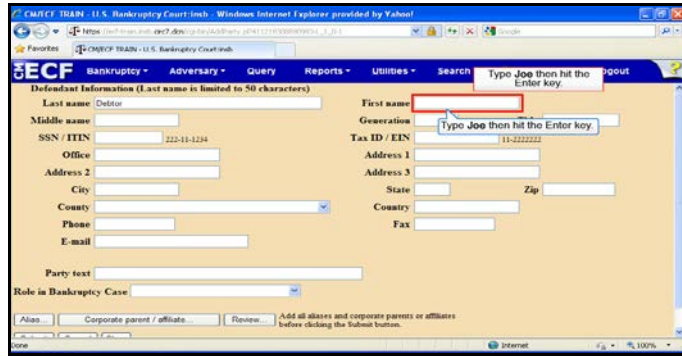 CM/ECF TRAIN - U.S. Bankruptcy Court:insb - Windows Internet Explorer provided by Yahoo!
Google
Favorites CM/ECF TRAIN - U.S. Bankruptcy Court:insb
ECF Bankruptcy Adversary Query Reports Utilities Search
Type Joe then hit the Enter key.
Defendant Information (Last name is limited to 50 characters)
Last name Debtor First name
Middle name Generation
Type Joe then hit the Enter key.
SSN / ITIN 222-11-1234 Tax ID / EIN 11-2222222
Office Address 1
Address 2 Address 3
City State Zip
County Country
Phone Fax
E-mail
Party text
Role in Bankruptcy Case
Alias... Corporate parent / affiliate... Review... Add all aliases and corporate parents or affiliates
before clicking the Submit button.
Done Internet 100%